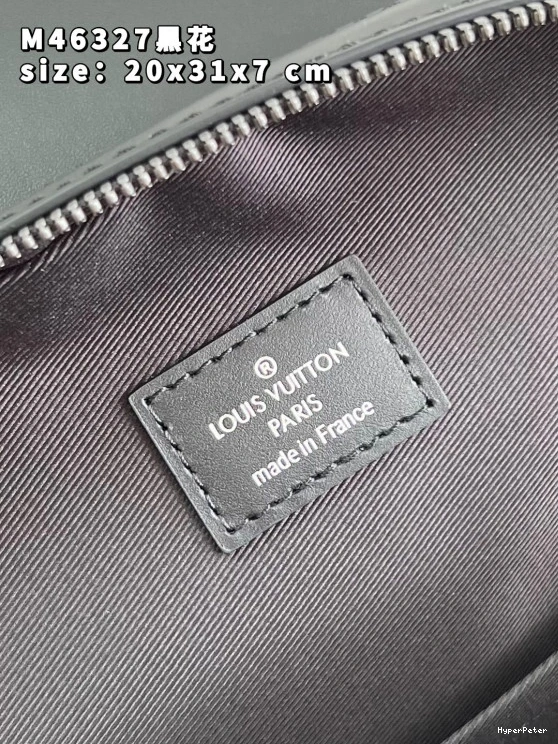 M46327黑花
size: 20x31x7 cm
®
LOUIS VUITTON
PARIS
made in France
HyperPeter